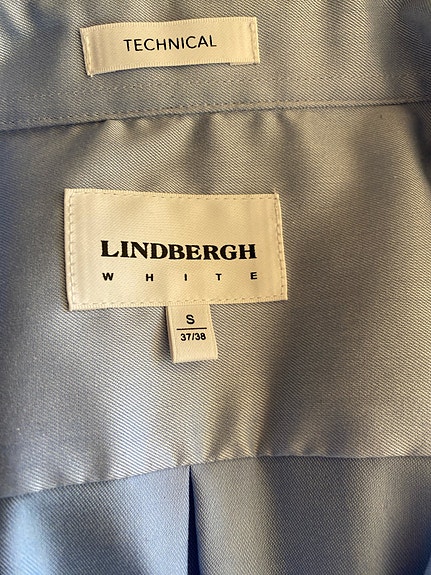 TECHNICAL
LINDBERGH
WHITE
S
37/38